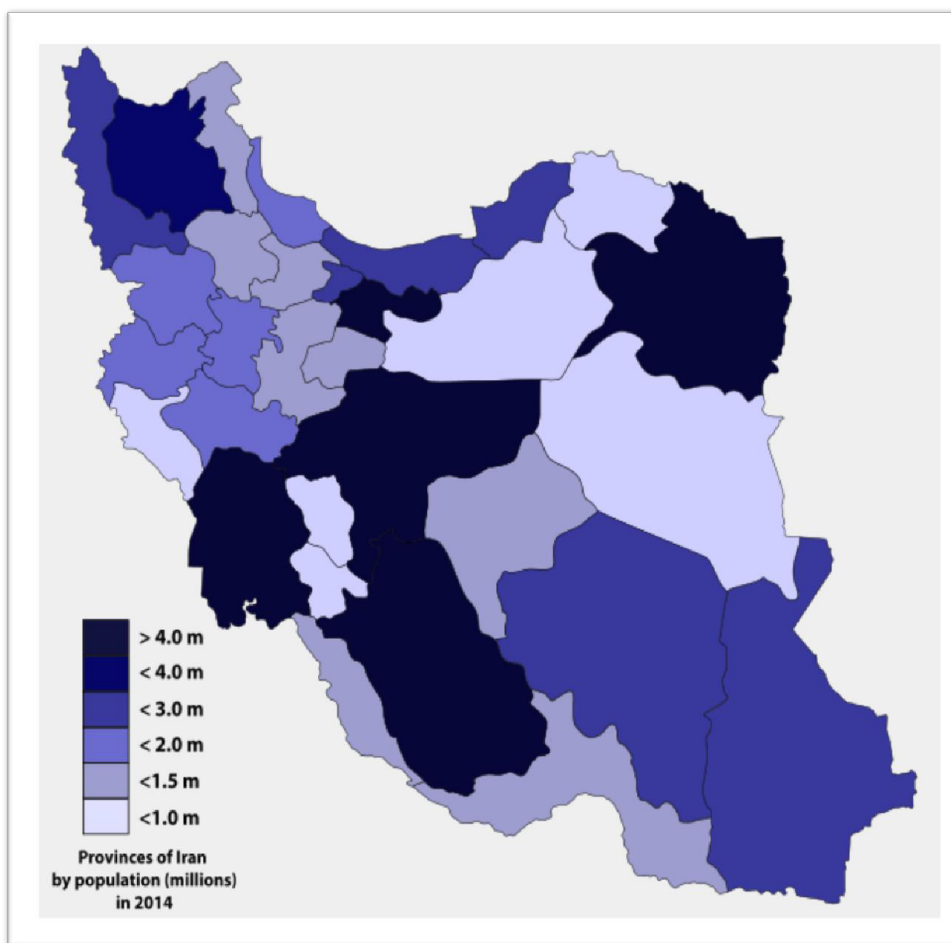 > 4.0 m
< 4.0 m
< 3.0 m
< 2.0 m
<1.5 m
<1.0 m
Provinces of Iran
by population (millions)
in 2014